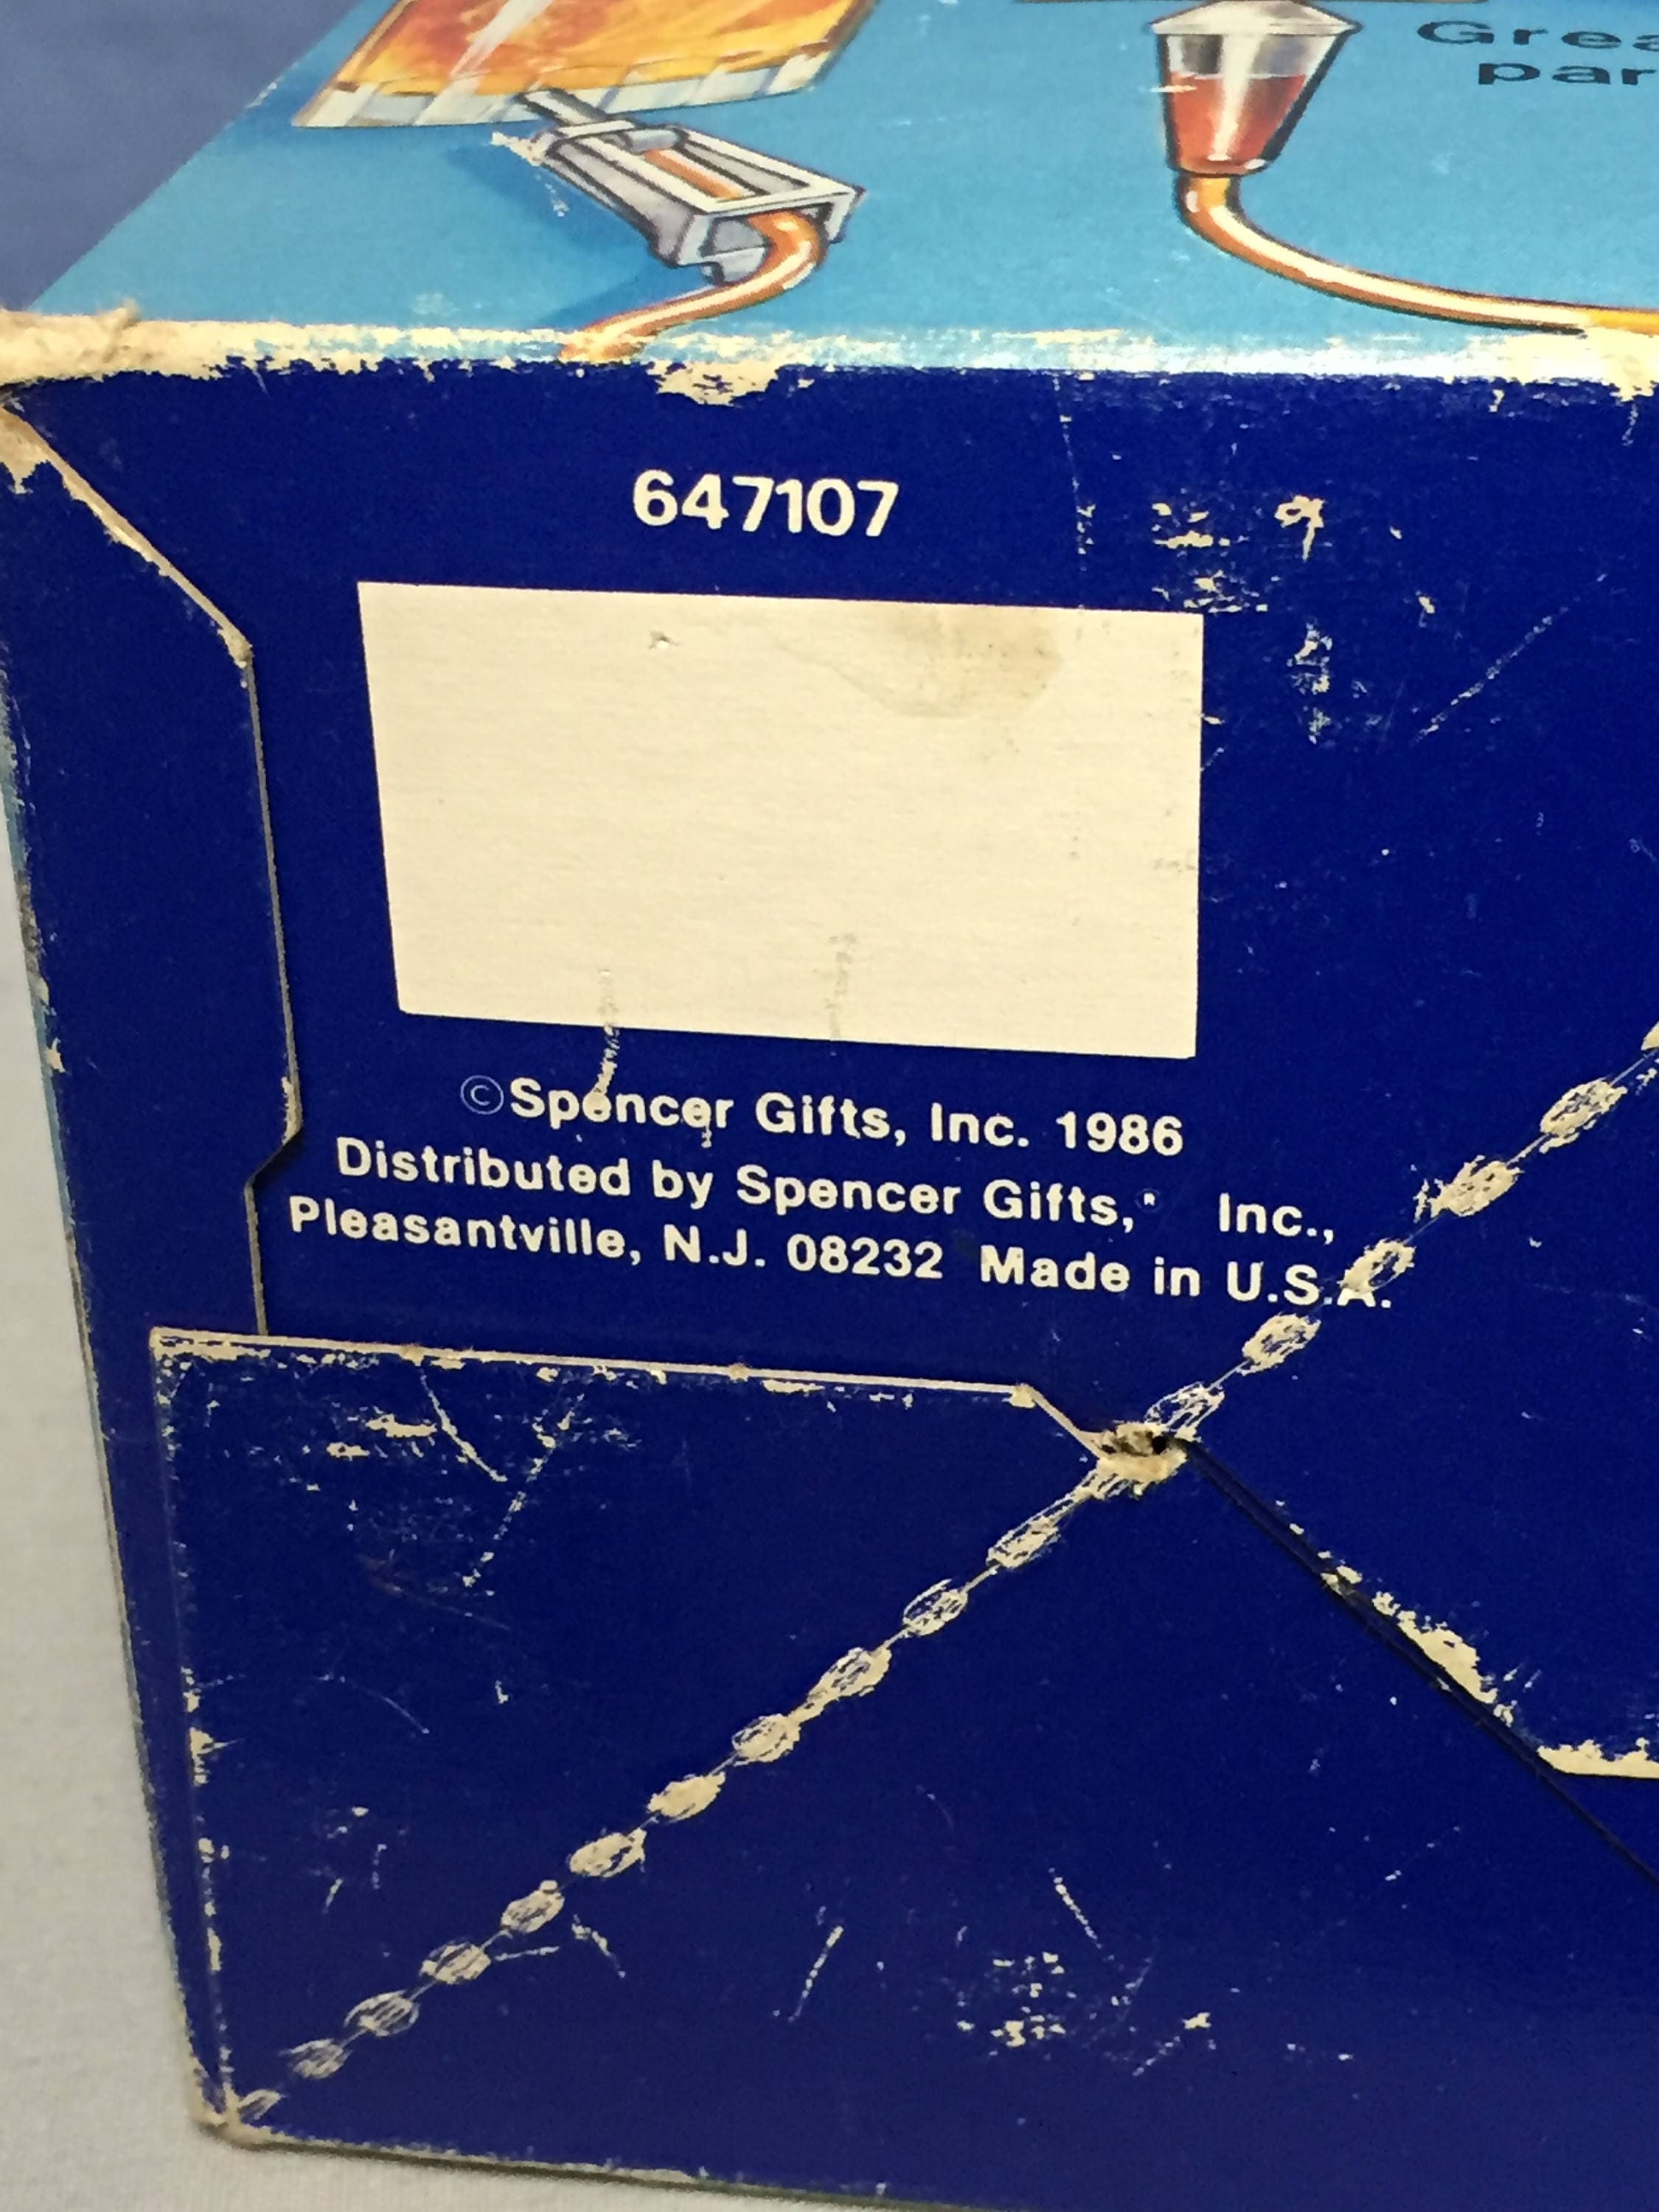 647107
©Spencer Gifts, Inc. 1986
Distributed by Spencer Gifts, Inc.,
Pleasantville, N.J. 08232 Made in U.S.A.